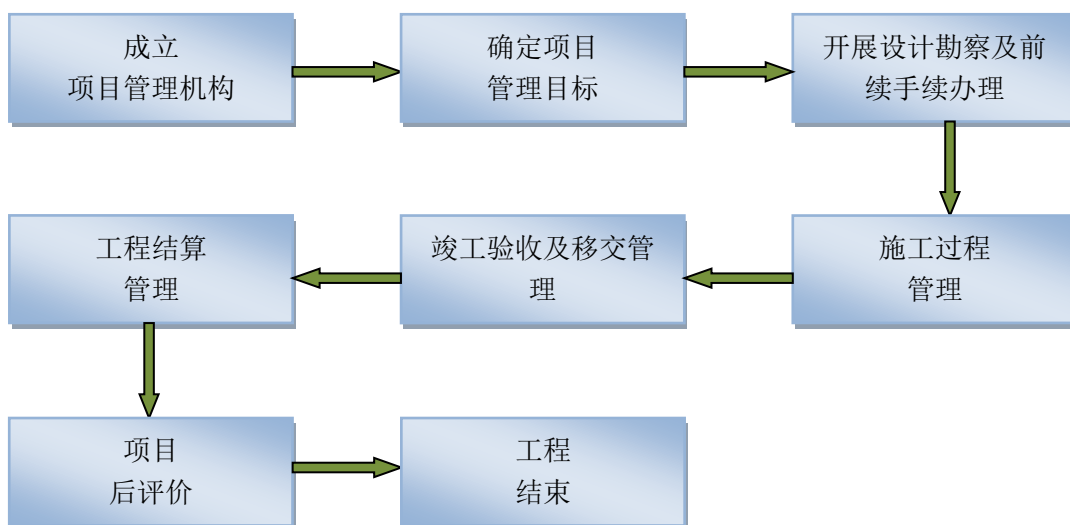 成立
项目管理机构
确定项目
管理目标
开展设计勘察及前
续手续办理
施工过程
管理
竣工验收及移交管
理
工程结算
管理
项目
后评价
工程
结束